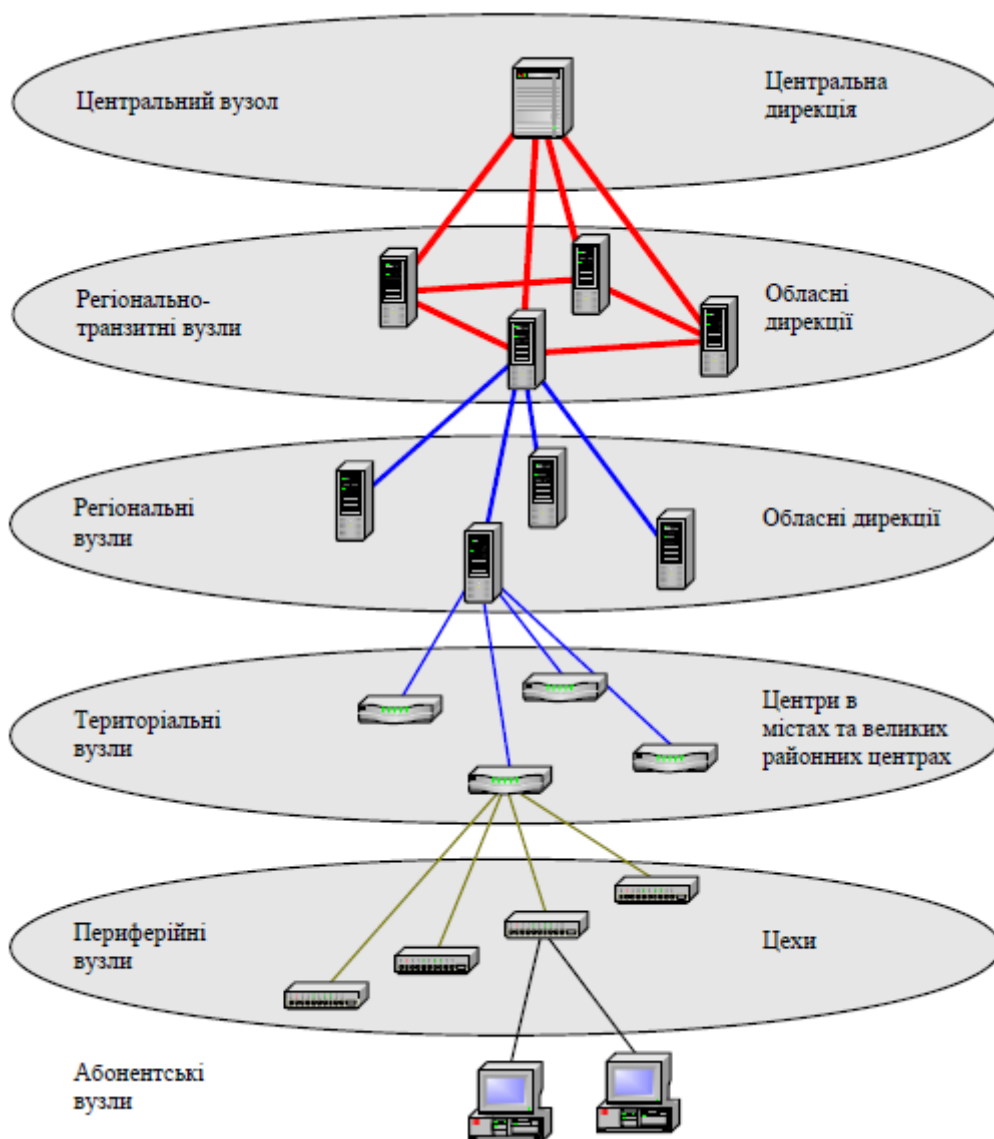 Центральний вузол
Центральна
дирекція
Регіонально-
транзитні вузли
Обласні
дирекції
Регіональні
вузли
Обласні дирекції
Територіальні
вузли
Центри в
містах та великих
районних центрах
Периферійні
вузли
Цехи
Абонентські
вузли